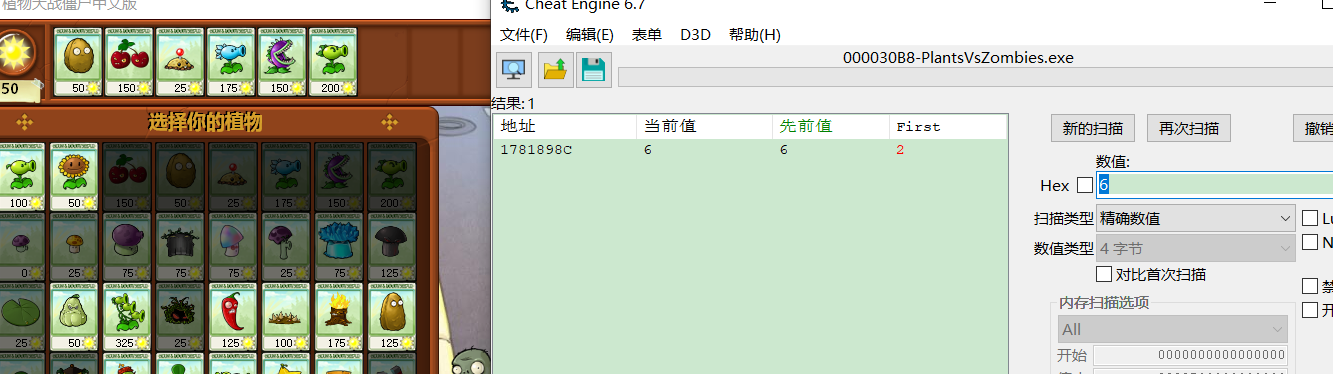 植物大战僵尸中文版
50
50 150 25 175 150 200
选择你的植物
100 50 150 50 25 175 150 200
0 25 75 75 75 25 75 125
25 50 325 25 125 100 175 125
Cheat Engine 6.7
文件(F) 编辑(E) 表单 D3D 帮助(H)
000030B8-PlantsVsZombies.exe
结果: 1
地址 当前值 先前值 First
1781898C 6 6 2
新的扫描 再次扫描 撤销
数值:
Hex 6
扫描类型 精确数值 Lu
数值类型 4 字节 N
对比首次扫描
内存扫描选项 禁
All 开
开始 0000000000000000